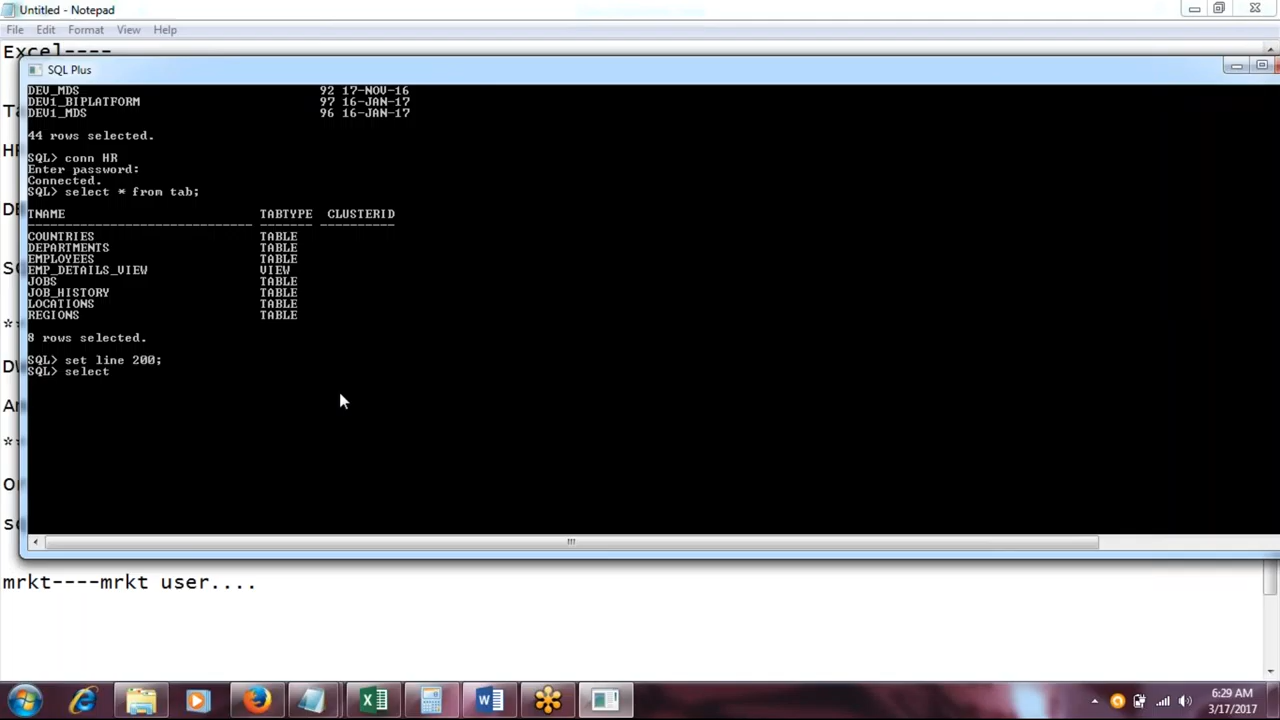 Untitled - Notepad
File Edit Format View Help
Excel----
SQL Plus
DEV_MDS 92 17-NOV-16
DEV1_BIPLATFORM 97 16-JAN-17
DEV1_MDS 96 16-JAN-17
44 rows selected.
SQL> conn HR
Enter password:
Connected.
SQL> select * from tab;
TNAME TABTYPE CLUSTERID
------------------------------ ------- ----------
COUNTRIES TABLE
DEPARTMENTS TABLE
EMPLOYEES TABLE
EMP_DETAILS_VIEW VIEW
JOBS TABLE
JOB_HISTORY TABLE
LOCATIONS TABLE
REGIONS TABLE
8 rows selected.
SQL> set line 200;
SQL> select
mrkt----mrkt user....
6:29 AM
3/17/2017